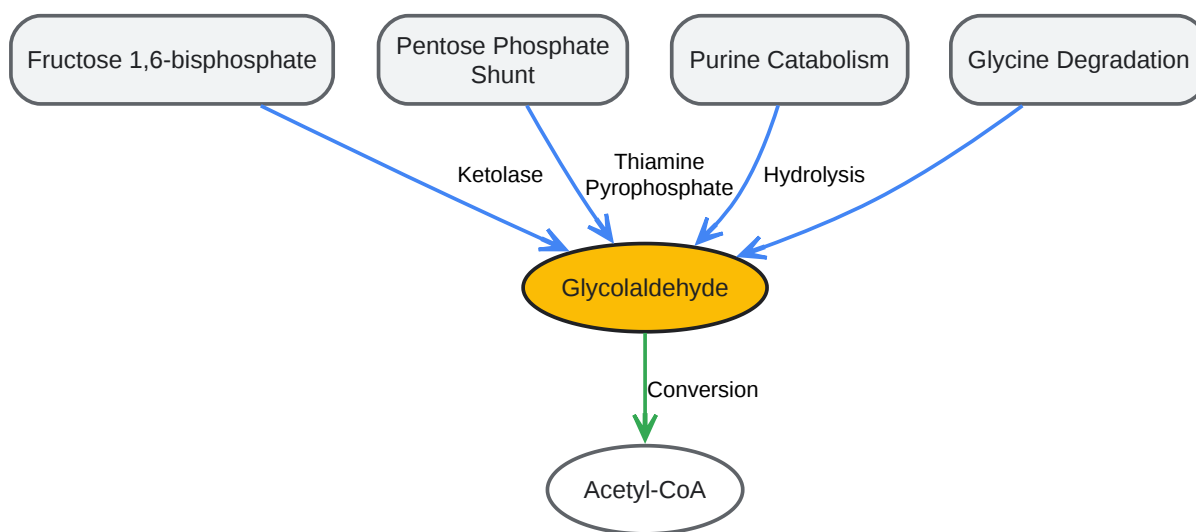 Fructose 1,6-bisphosphate
Pentose Phosphate
Shunt
Purine Catabolism
Glycine Degradation
Ketolase
Thiamine
Pyrophosphate
Hydrolysis
Glycolaldehyde
Conversion
Acetyl-CoA